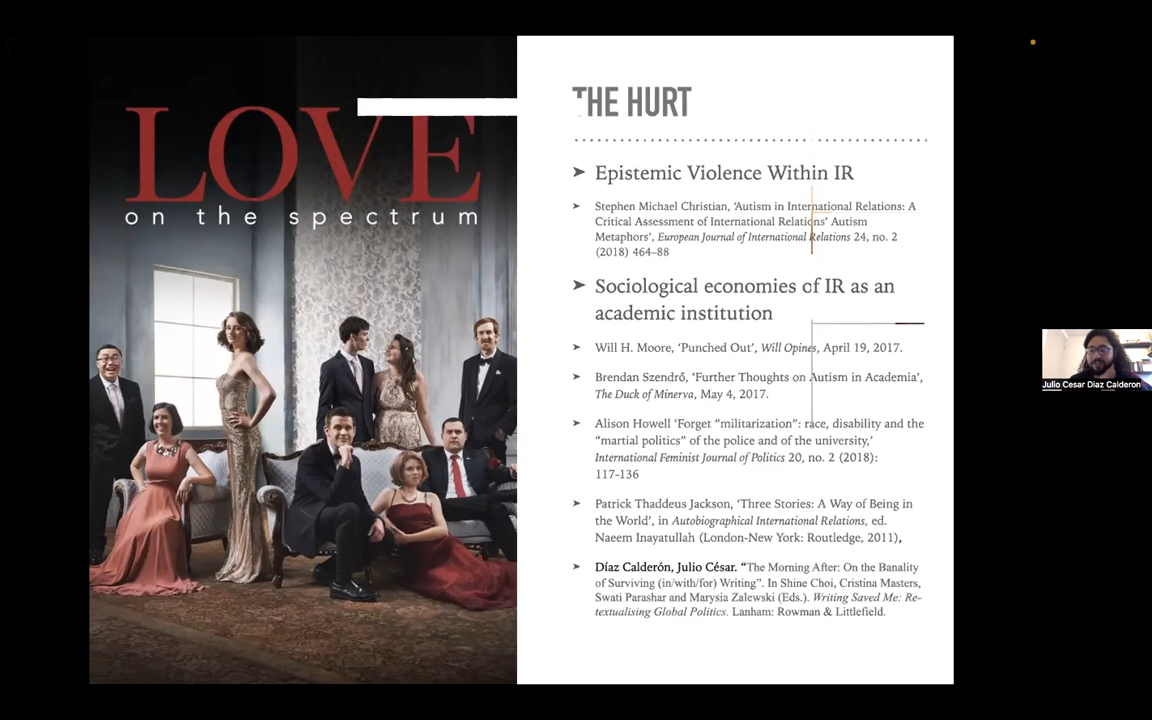 LOVE
on the spectrum
THE HURT
➤ Epistemic Violence Within IR
➤ Stephen Michael Christian, ‘Autism in International Relations: A
Critical Assessment of International Relations’ Autism
Metaphors’, European Journal of International Relations 24, no. 2
(2018) 464–88
➤ Sociological economies of IR as an
academic institution
➤ Will H. Moore, ‘Punched Out’, Will Opines, April 19, 2017.
➤ Brendan Szendrő, ‘Further Thoughts on Autism in Academia’,
The Duck of Minerva, May 4, 2017.
➤ Alison Howell ‘Forget “militarization”: race, disability and the
“martial politics” of the police and of the university,’
International Feminist Journal of Politics 20, no. 2 (2018):
117-136
➤ Patrick Thaddeus Jackson, ‘Three Stories: A Way of Being in
the World’, in Autobiographical International Relations, ed.
Naeem Inayatullah (London-New York: Routledge, 2011),
➤ Díaz Calderón, Julio César. “The Morning After: On the Banality
of Surviving (in/with/for) Writing”. In Shine Choi, Cristina Masters,
Swati Parashar and Marysia Zalewski (Eds.). Writing Saved Me: Re-
textualising Global Politics. Lanham: Rowman & Littlefield.
Julio Cesar Diaz Calderon